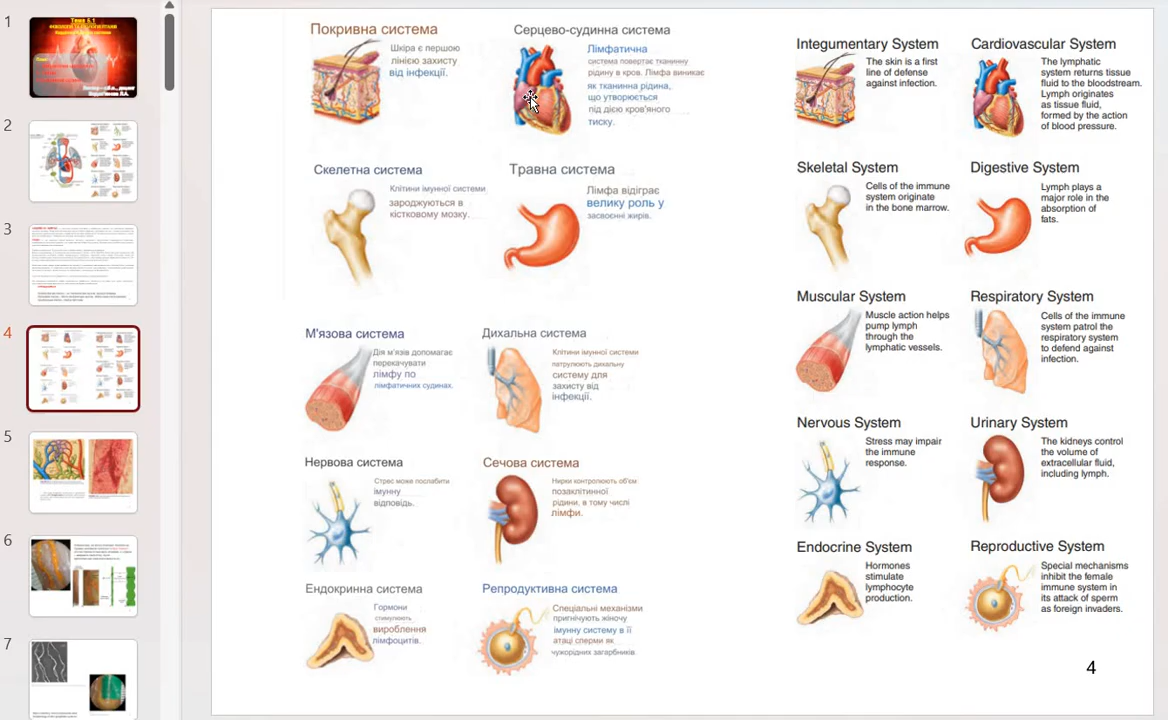 1
Тема 5.1
2
3
4
5
6
7
Покривна система
Шкіра є першою
лінією захисту
від інфекції.
Серцево-судинна система
Лімфатична
система повертає тканинну
рідину в кров. Лімфа виникає
як тканинна рідина,
що утворюється
під дією кров'яного
тиску.
Скелетна система
Клітини імунної системи
зароджуються в
кістковому мозку.
Травна система
Лімфа відіграє
велику роль у
засвоєнні жирів.
М'язова система
Дія м'язів допомагає
перекачувати
лімфу по
лімфатичних судинах.
Дихальна система
Клітини імунної системи
патрулюють дихальну
систему для
захисту від
інфекції.
Нервова система
Стрес може послабити
імунну
відповідь.
Сечова система
Нирки контролюють об'єм
позаклітинної
рідини, в тому числі
лімфи.
Ендокринна система
Гормони
стимулюють
вироблення
лімфоцитів.
Репродуктивна система
Спеціальні механізми
пригнічують жіночу
імунну систему в її
атаці сперми як
чужорідних загарбників
Integumentary System
The skin is a first
line of defense
against infection.
Cardiovascular System
The lymphatic
system returns tissue
fluid to the bloodstream.
Lymph originates
as tissue fluid,
formed by the action
of blood pressure.
Skeletal System
Cells of the immune
system originate
in the bone marrow.
Digestive System
Lymph plays a
major role in the
absorption of
fats.
Muscular System
Muscle action helps
pump lymph
through the
lymphatic vessels.
Respiratory System
Cells of the immune
system patrol the
respiratory system
to defend against
infection.
Nervous System
Stress may impair
the immune
response.
Urinary System
The kidneys control
the volume of
extracellular fluid,
including lymph.
Endocrine System
Hormones
stimulate
lymphocyte
production.
Reproductive System
Special mechanisms
inhibit the female
immune system in
its attack of sperm
as foreign invaders.
4